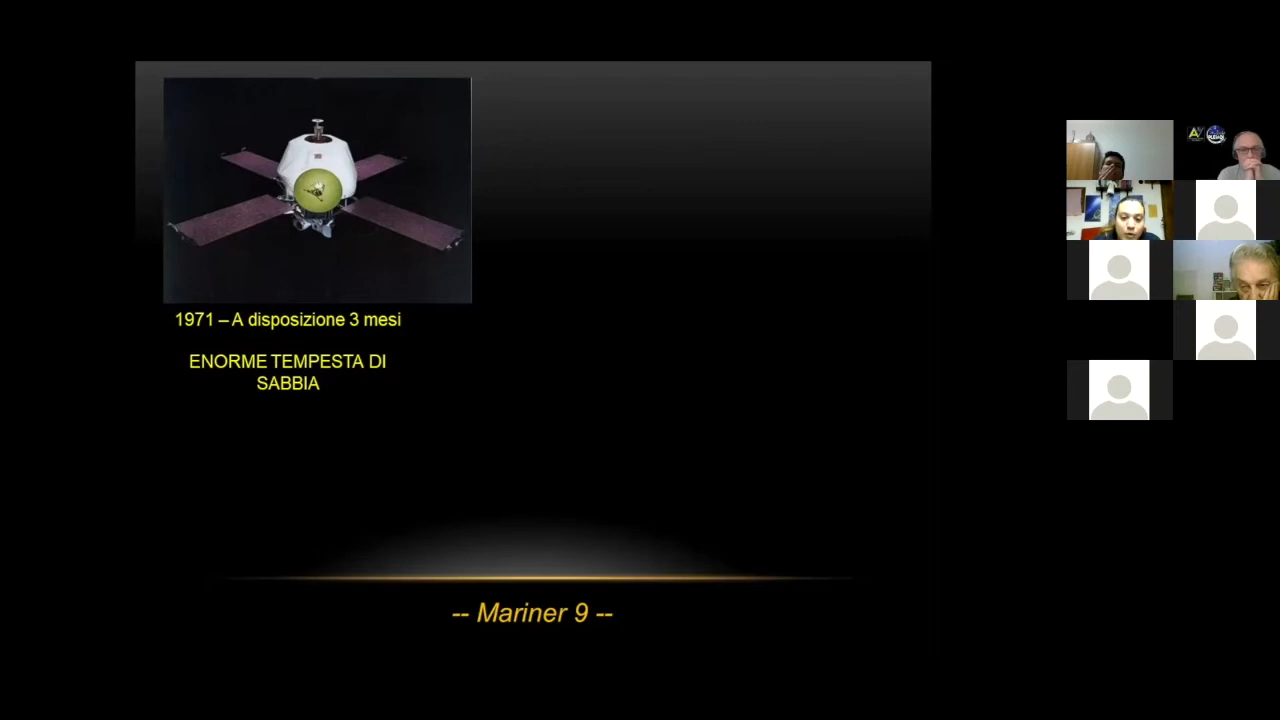 1971 – A disposizione 3 mesi
ENORME TEMPESTA DI
SABBIA
-- Mariner 9 --